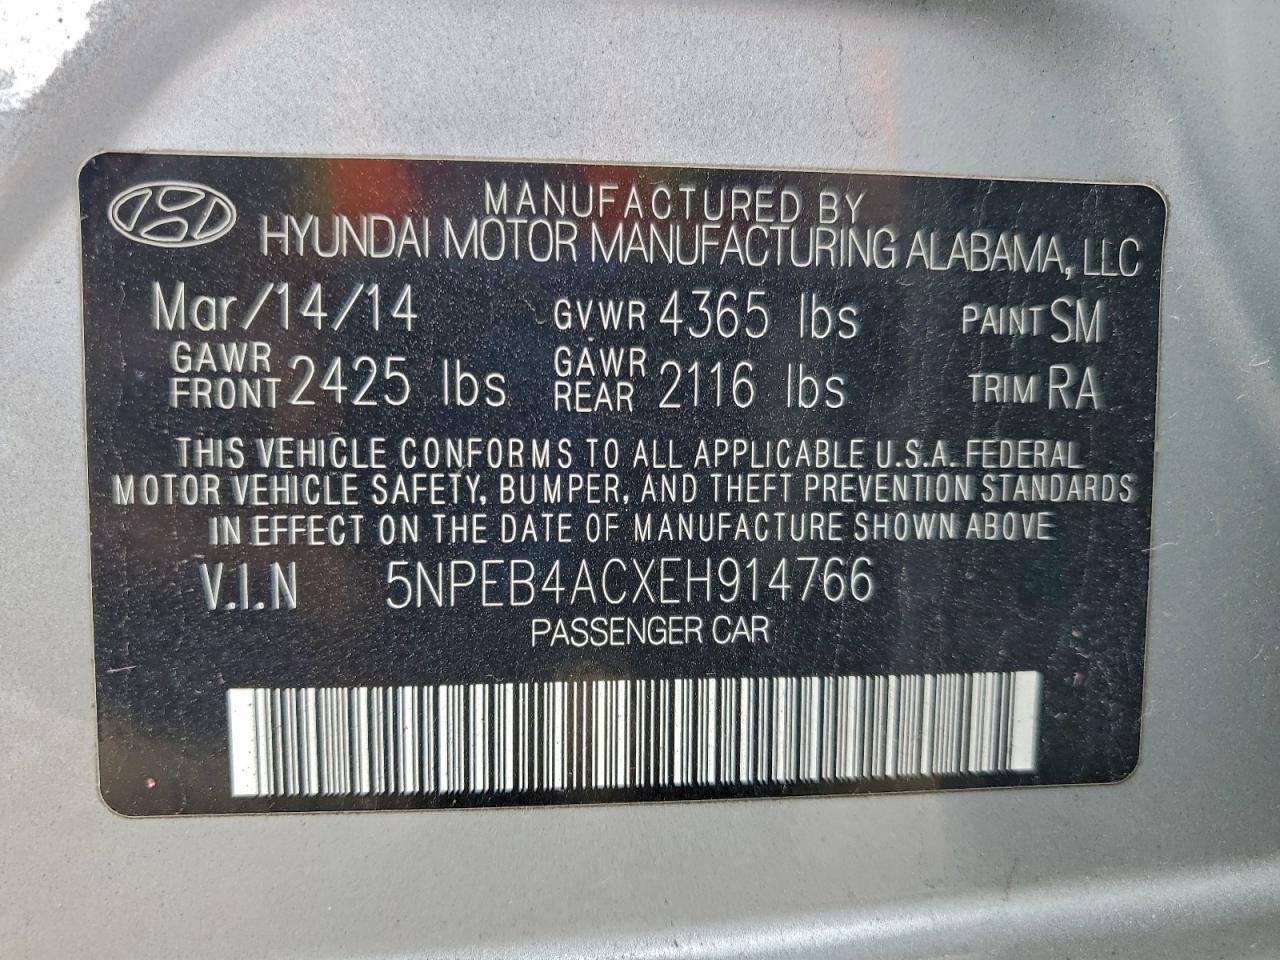 MANUFACTURED BY
HYUNDAI MOTOR MANUFACTURING ALABAMA, LLC
Mar/14/14 GVWR 4365 lbs PAINT SM
GAWR FRONT 2425 lbs GAWR REAR 2116 lbs TRIM RA
THIS VEHICLE CONFORMS TO ALL APPLICABLE U.S.A. FEDERAL
MOTOR VEHICLE SAFETY, BUMPER, AND THEFT PREVENTION STANDARDS
IN EFFECT ON THE DATE OF MANUFACTURE SHOWN ABOVE
V.I.N 5NPEB4ACXEH914766
PASSENGER CAR